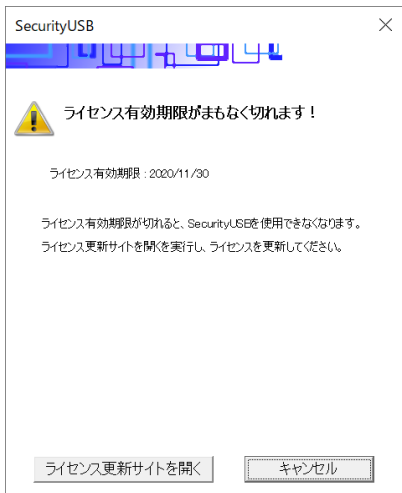 SecurityUSB
ライセンス有効期限がまもなく切れます！
ライセンス有効期限 : 2020/11/30
ライセンス有効期限が切れると、SecurityUSBを使用できなくなります。
ライセンス更新サイトを開くを実行し、ライセンスを更新してください。
ライセンス更新サイトを開く
キャンセル